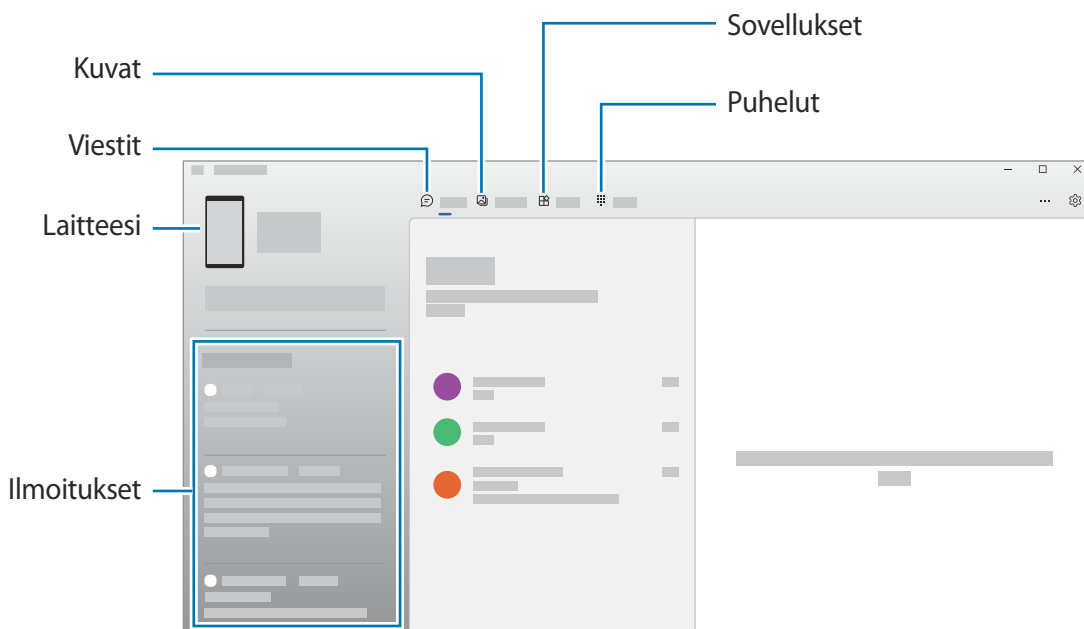 Sovellukset
Kuvat
Puhelut
Viestit
Laitteesi
Ilmoitukset